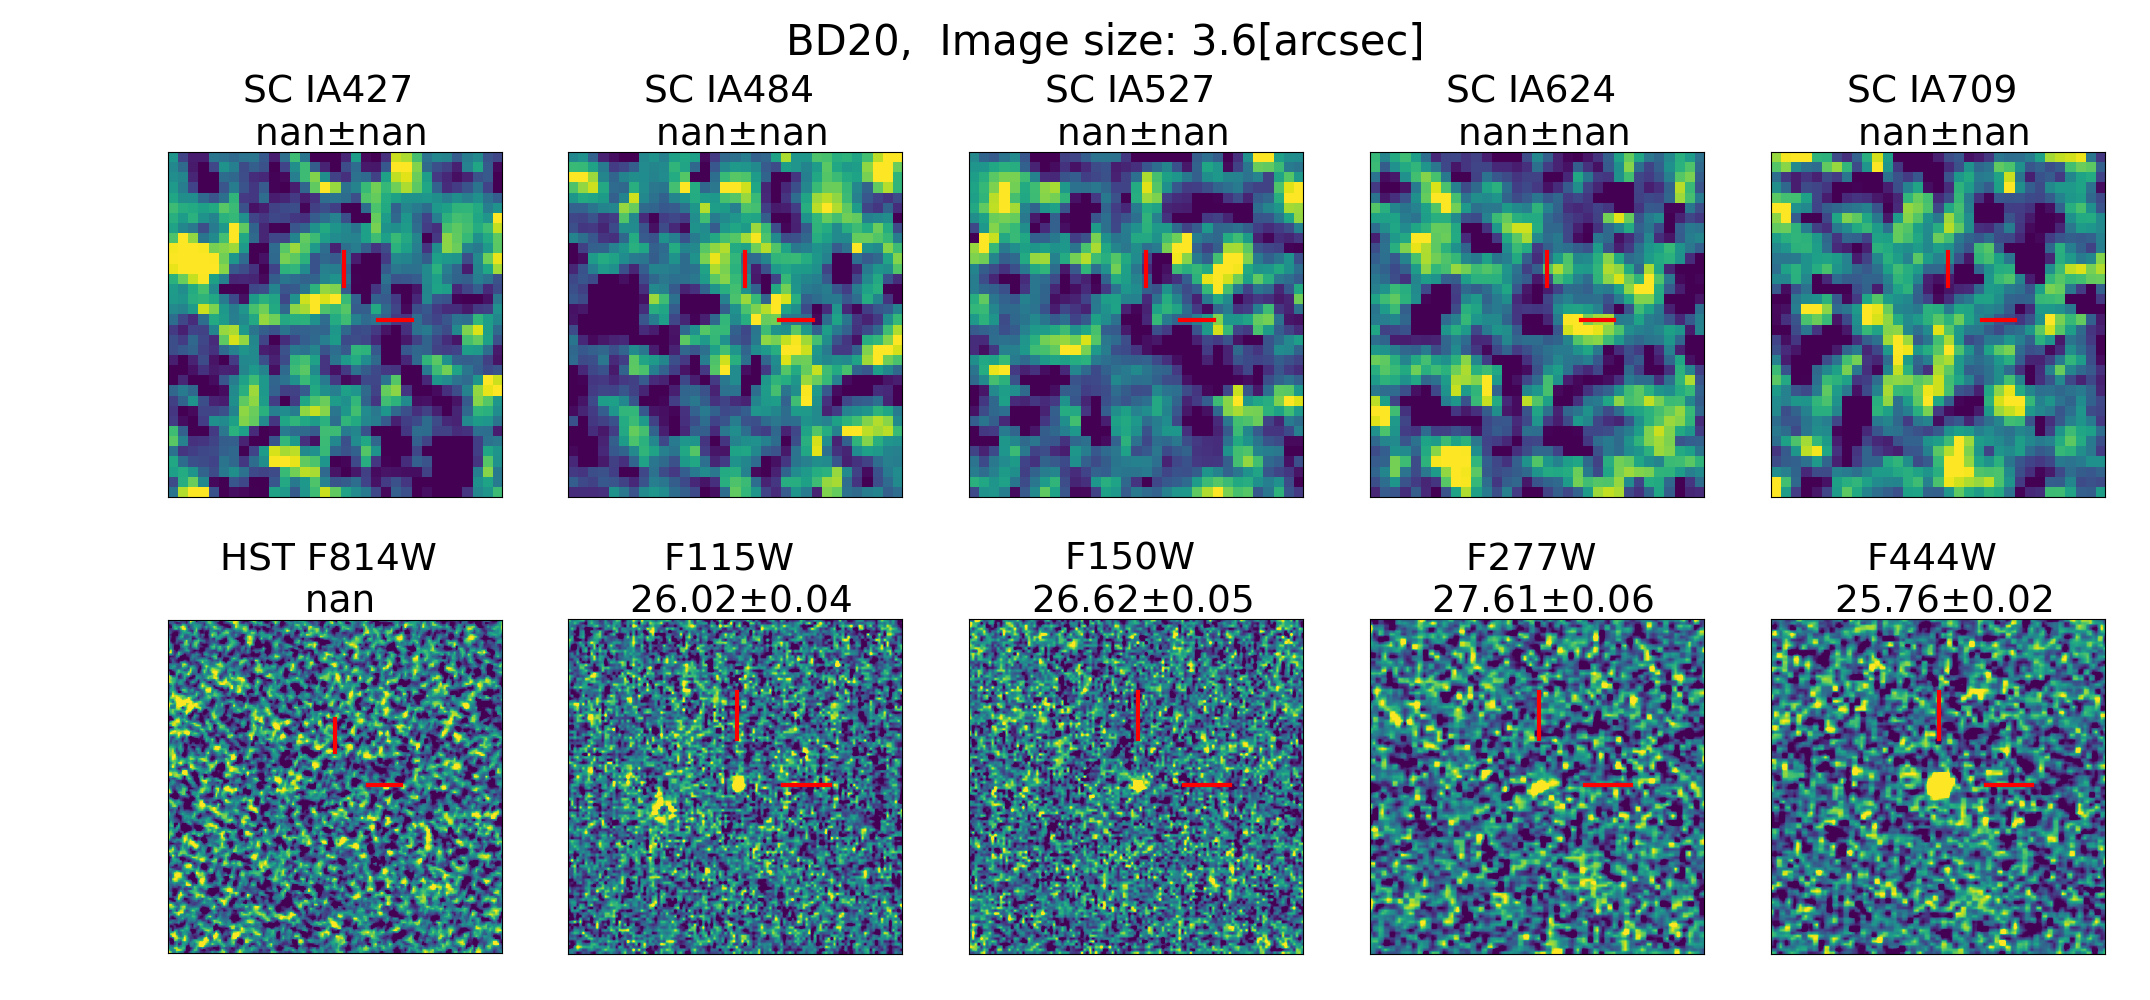 BD20,  Image size: 3.6[arcsec]
SC IA427
nan±nan
SC IA484
nan±nan
SC IA527
nan±nan
SC IA624
nan±nan
SC IA709
nan±nan
HST F814W
nan
F115W
26.02±0.04
F150W
26.62±0.05
F277W
27.61±0.06
F444W
25.76±0.02